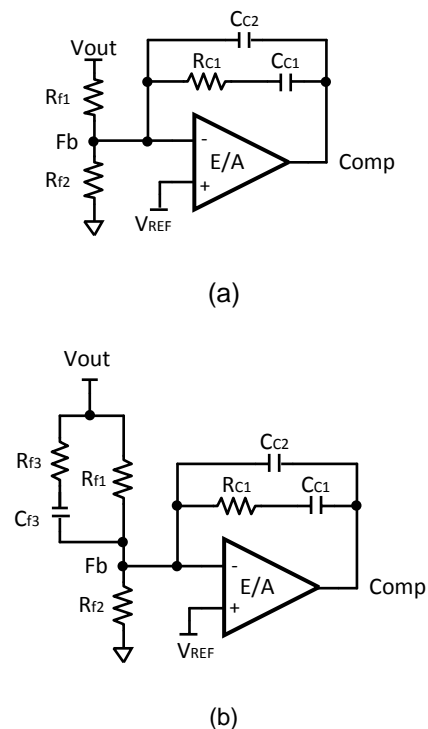 CC2
Vout
RC1
CC1
Rf1
Fb
-
E/A
+
Comp
Rf2
VREF
(a)
Vout
Rf3
Rf1
CC2
RC1
CC1
Cf3
Fb
-
E/A
+
Comp
Rf2
VREF
(b)